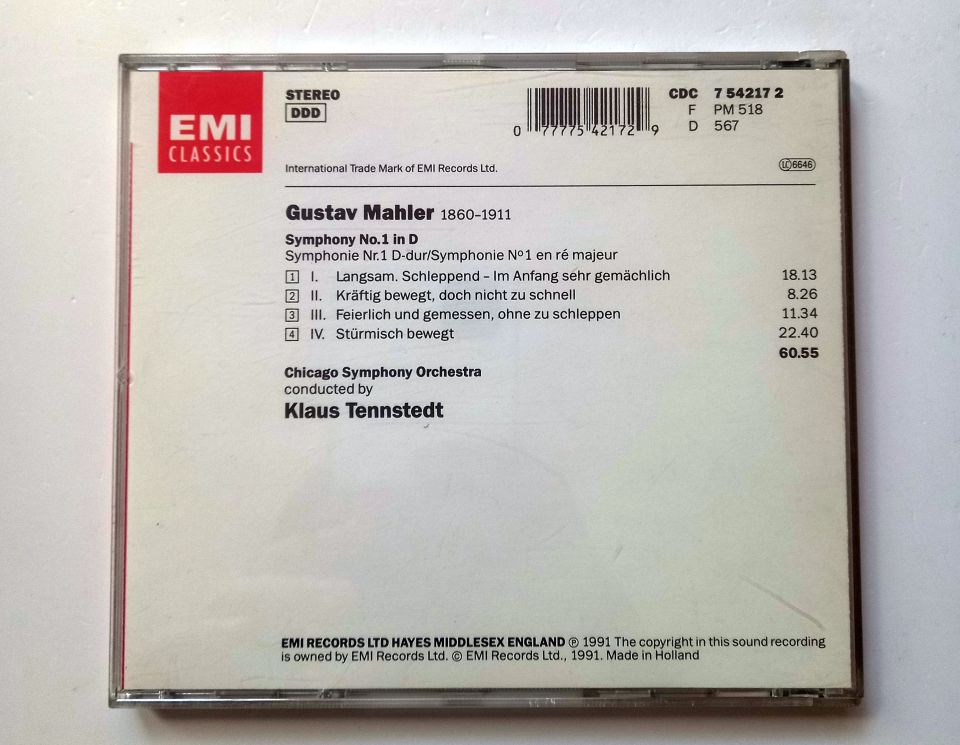 EMI
CLASSICS
STEREO
DDD
0 77775 42172 9
CDC 7 54217 2
F PM 518
D 567
International Trade Mark of EMI Records Ltd.
LC 6646
Gustav Mahler 1860–1911
Symphony No.1 in D
Symphonie Nr.1 D-dur/Symphonie Nº1 en ré majeur
1 I. Langsam. Schleppend – Im Anfang sehr gemächlich 18.13
2 II. Kräftig bewegt, doch nicht zu schnell 8.26
3 III. Feierlich und gemessen, ohne zu schleppen 11.34
4 IV. Stürmisch bewegt 22.40
60.55
Chicago Symphony Orchestra
conducted by
Klaus Tennstedt
EMI RECORDS LTD HAYES MIDDLESEX ENGLAND ℗ 1991 The copyright in this sound recording
is owned by EMI Records Ltd. © EMI Records Ltd., 1991. Made in Holland